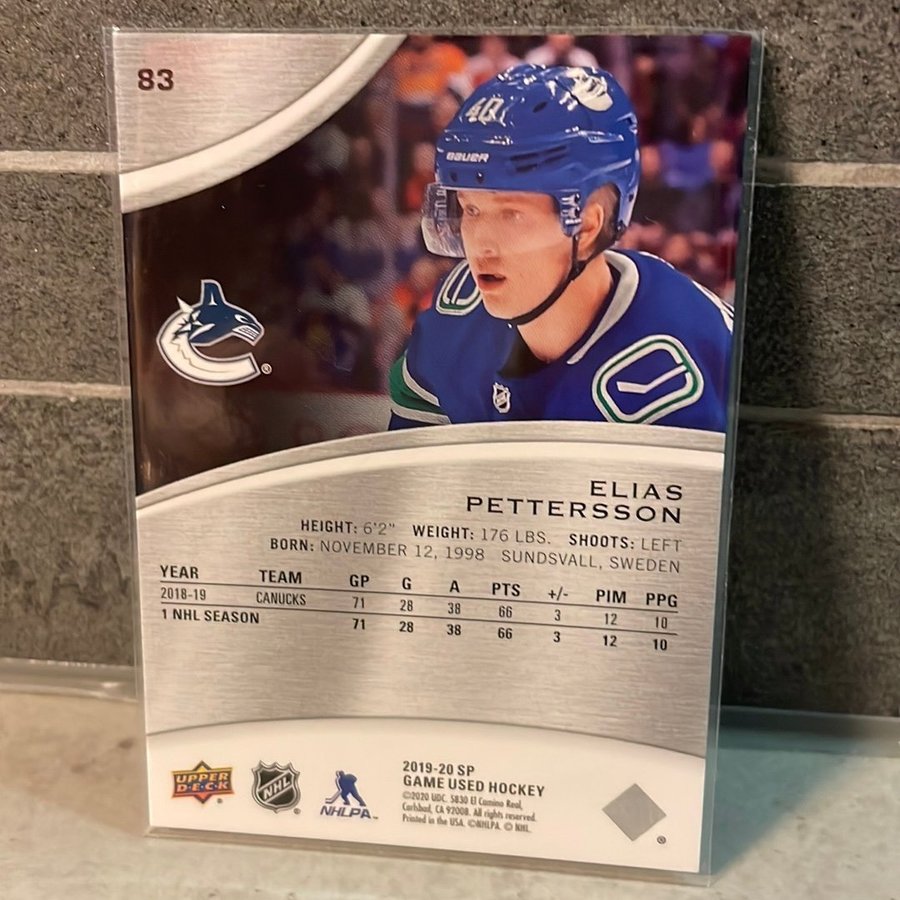 83
40
BAUER
ELIAS
PETTERSSON
HEIGHT: 6'2" WEIGHT: 176 LBS. SHOOTS: LEFT
BORN: NOVEMBER 12, 1998 SUNDSVALL, SWEDEN
YEAR TEAM GP G A PTS +/- PIM PPG
2018-19 CANUCKS 71 28 38 66 3 12 10
1 NHL SEASON 71 28 38 66 3 12 10
UPPER
D·E·C·K
NHL
NHLPA
2019-20 SP
GAME USED HOCKEY
©2020 UDC. 5830 El Camino Real,
Carlsbad, CA 92008. All rights reserved.
Printed in the USA. ©NHLPA. © NHL.